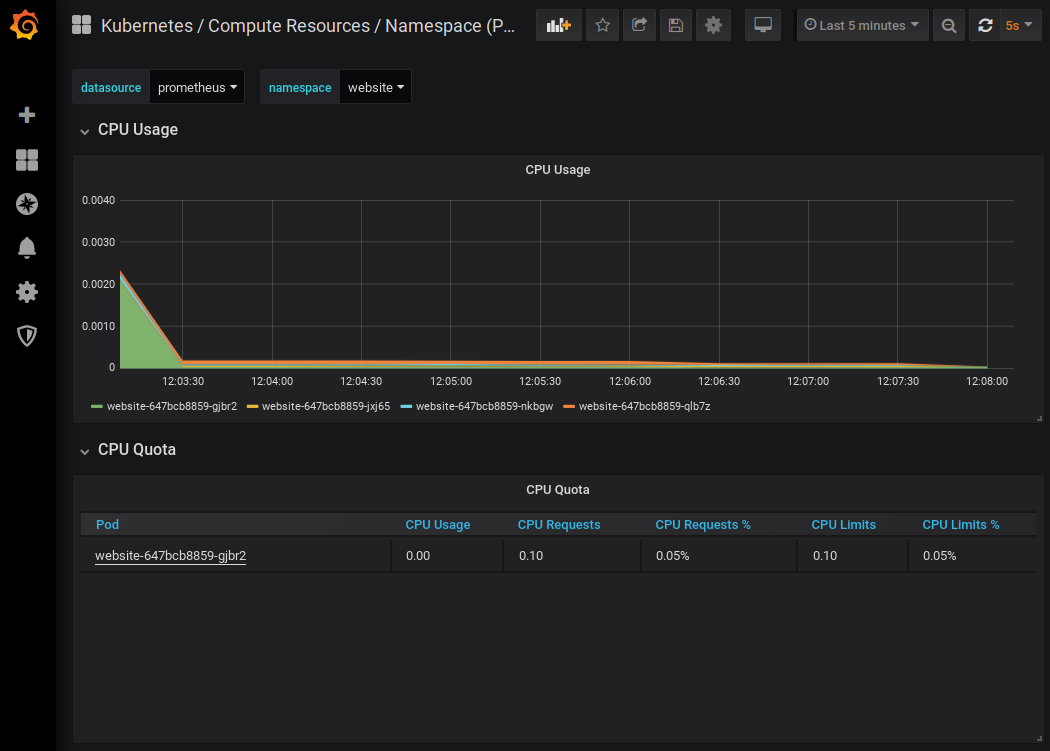 Kubernetes / Compute Resources / Namespace (P... Last 5 minutes 5s
datasource prometheus namespace website
CPU Usage
CPU Usage
0.0040
0.0030
0.0020
0.0010
0
12:03:30 12:04:00 12:04:30 12:05:00 12:05:30 12:06:00 12:06:30 12:07:00 12:07:30 12:08:00
website-647bcb8859-gjbr2 website-647bcb8859-jxj65 website-647bcb8859-nkbgw website-647bcb8859-qlb7z
CPU Quota
CPU Quota
Pod CPU Usage CPU Requests CPU Requests % CPU Limits CPU Limits %
website-647bcb8859-gjbr2 0.00 0.10 0.05% 0.10 0.05%